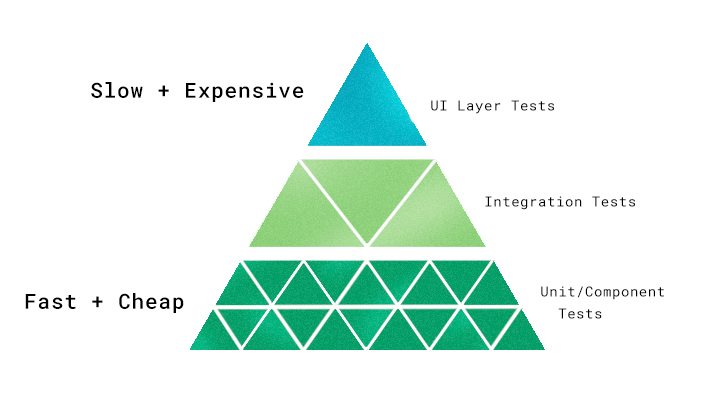 Slow + Expensive
UI Layer Tests
Integration Tests
Fast + Cheap
Unit/Component
Tests